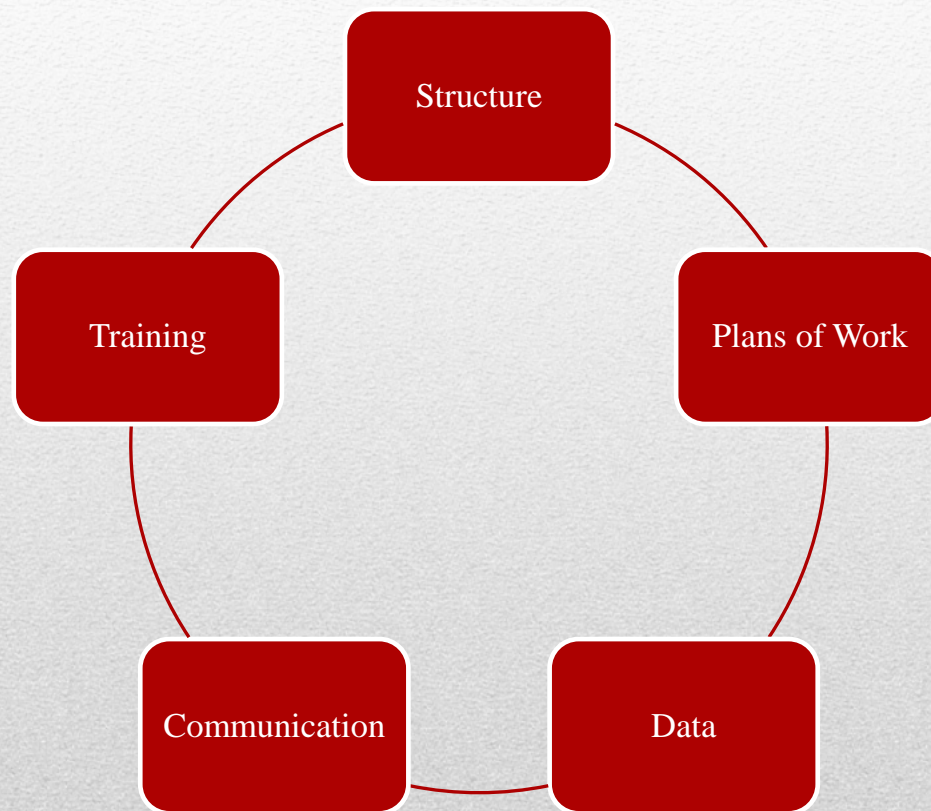 Structure
Training
Plans of Work
Communication
Data